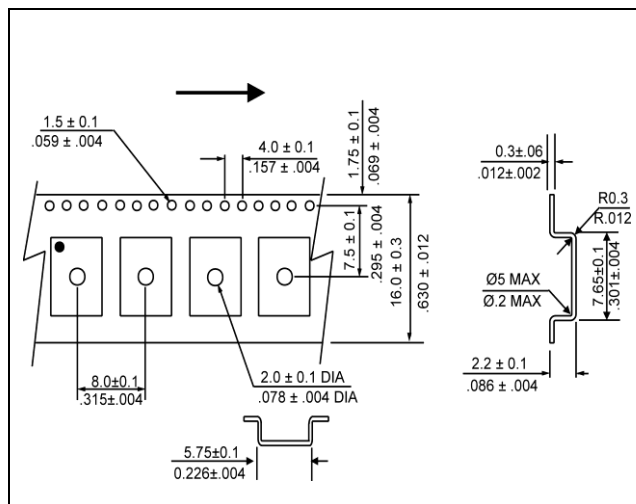 1.5 ± 0.1
.059 ± .004
4.0 ± 0.1
.157 ± .004
1.75 ± 0.1
.069 ± .004
0.3±.06
.012±.002
R0.3
R.012
7.5 ± 0.1
.295 ± .004
16.0 ± 0.3
.630 ± .012
7.65±0.1
.301±.004
Ø5 MAX
Ø.2 MAX
8.0±0.1
.315±.004
2.0 ± 0.1 DIA
.078 ± .004 DIA
2.2 ± 0.1
.086 ± .004
5.75±0.1
0.226±.004